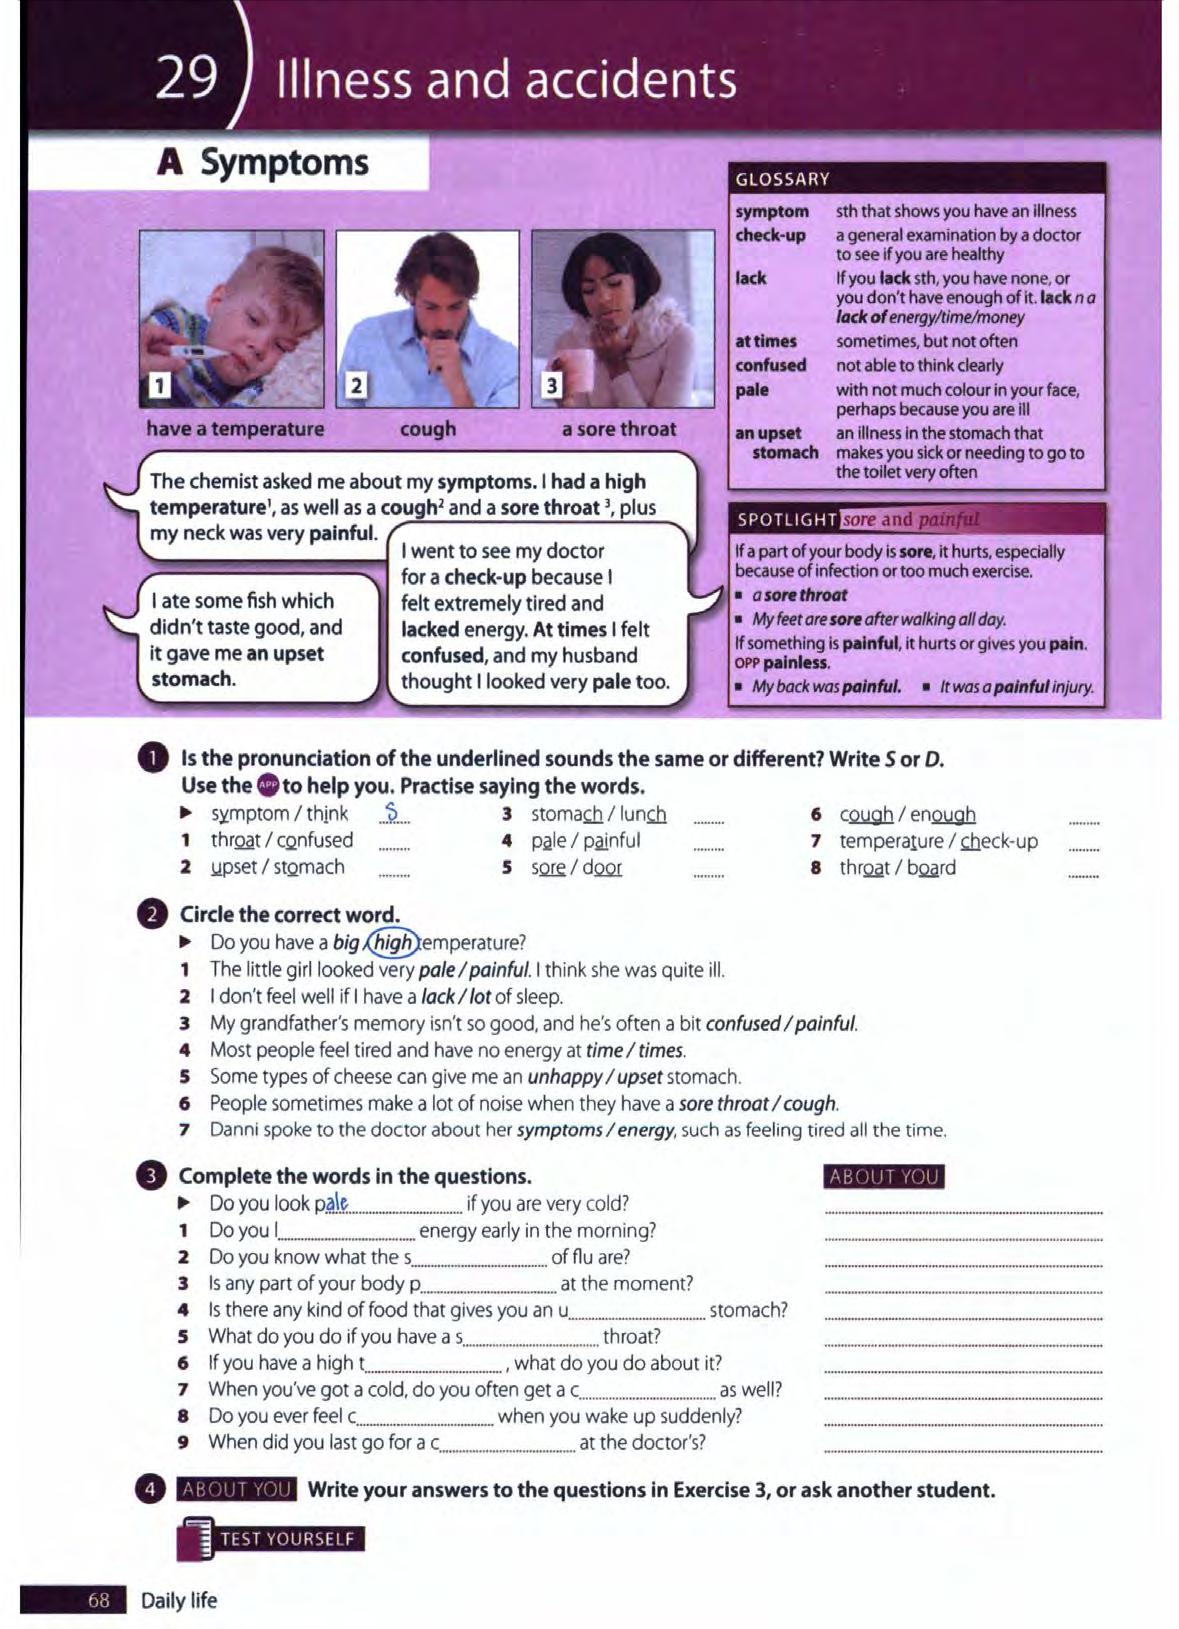 29 Illness and accidents
A Symptoms
1
2
3
have a temperature
cough
a sore throat
The chemist asked me about my symptoms. I had a high
temperature¹, as well as a cough² and a sore throat ³, plus
my neck was very painful.
I ate some fish which
didn't taste good, and
it gave me an upset
stomach.
I went to see my doctor
for a check-up because I
felt extremely tired and
lacked energy. At times I felt
confused, and my husband
thought I looked very pale too.
GLOSSARY
symptom sth that shows you have an illness
check-up a general examination by a doctor
to see if you are healthy
lack If you lack sth, you have none, or
you don't have enough of it. lack n a
lack of energy/time/money
at times sometimes, but not often
confused not able to think clearly
pale with not much colour in your face,
perhaps because you are ill
an upset an illness in the stomach that
stomach makes you sick or needing to go to
the toilet very often
SPOTLIGHT sore and painful
If a part of your body is sore, it hurts, especially
because of infection or too much exercise.
▪ a sore throat
▪ My feet are sore after walking all day.
If something is painful, it hurts or gives you pain.
OPP painless.
▪ My back was painful. ▪ It was a painful injury.
1 Is the pronunciation of the underlined sounds the same or different? Write S or D.
Use the APP to help you. Practise saying the words.
► symptom / think S
1 throat / confused ........
2 upset / stomach ........
3 stomach / lunch ........
4 pale / painful ........
5 sore / door ........
6 cough / enough ........
7 temperature / check-up ........
8 throat / board ........
2 Circle the correct word.
► Do you have a big / high temperature?
1 The little girl looked very pale / painful. I think she was quite ill.
2 I don't feel well if I have a lack / lot of sleep.
3 My grandfather's memory isn't so good, and he's often a bit confused / painful.
4 Most people feel tired and have no energy at time / times.
5 Some types of cheese can give me an unhappy / upset stomach.
6 People sometimes make a lot of noise when they have a sore throat / cough.
7 Danni spoke to the doctor about her symptoms / energy, such as feeling tired all the time.
3 Complete the words in the questions. ABOUT YOU
► Do you look pale........ if you are very cold?
1 Do you l........ energy early in the morning?
2 Do you know what the s........ of flu are?
3 Is any part of your body p........ at the moment?
4 Is there any kind of food that gives you an u........ stomach?
5 What do you do if you have a s........ throat?
6 If you have a high t........ , what do you do about it?
7 When you've got a cold, do you often get a c........ as well?
8 Do you ever feel c........ when you wake up suddenly?
9 When did you last go for a c........ at the doctor's?
4 ABOUT YOU Write your answers to the questions in Exercise 3, or ask another student.
TEST YOURSELF
68 Daily life